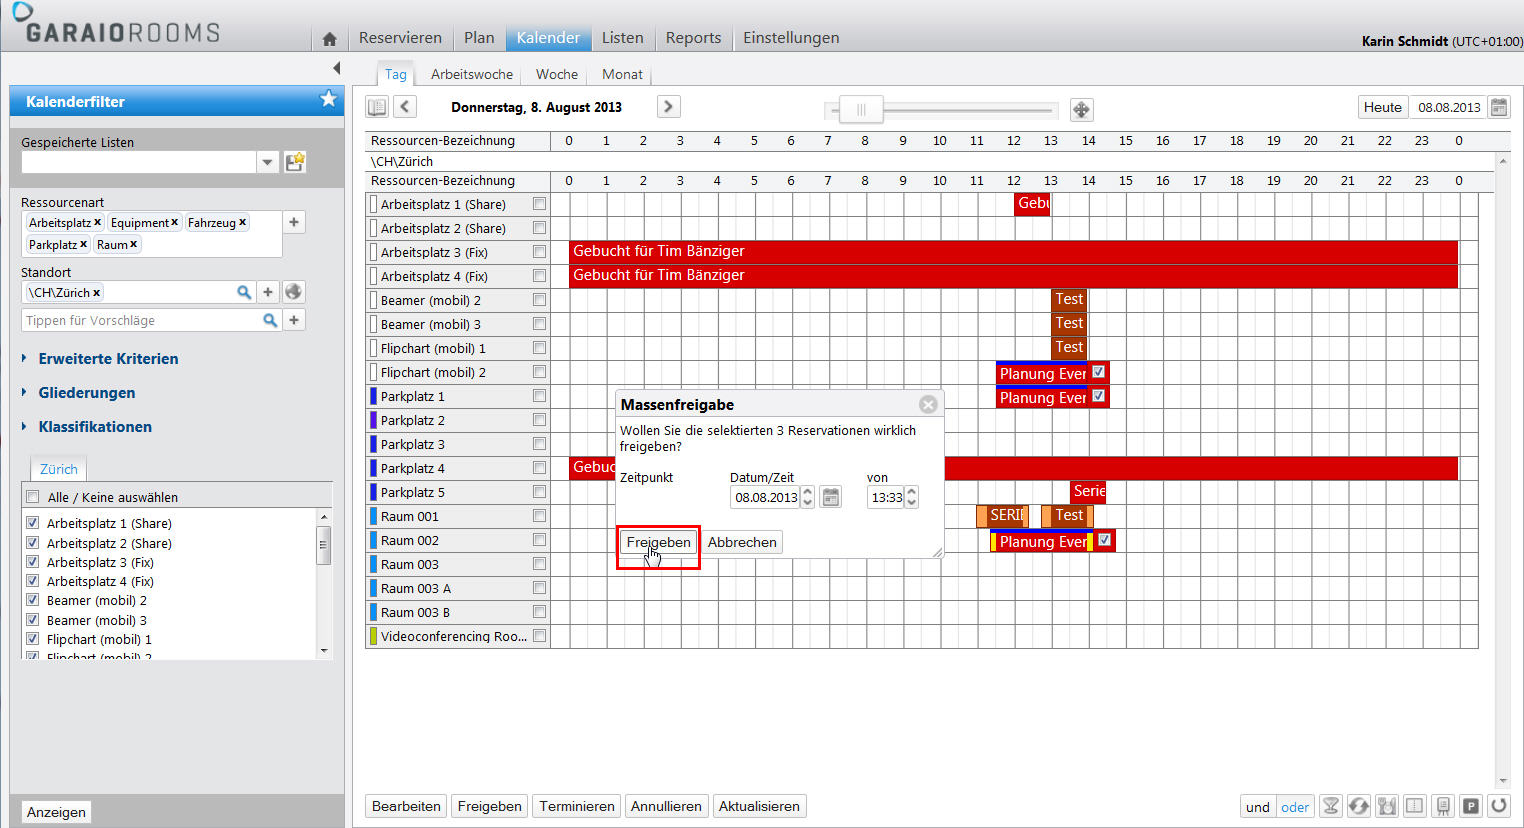 GARAIOROOMS
Reservieren Plan Kalender Listen Reports Einstellungen
Karin Schmidt (UTC+01:00)
Tag Arbeitswoche Woche Monat
Kalenderfilter
Gespeicherte Listen
Ressourcenart
Arbeitsplatz x Equipment x Fahrzeug x
Parkplatz x Raum x
Standort
\CH\Zürich x
Tippen für Vorschläge
Erweiterte Kriterien
Gliederungen
Klassifikationen
Zürich
Alle / Keine auswählen
Arbeitsplatz 1 (Share)
Arbeitsplatz 2 (Share)
Arbeitsplatz 3 (Fix)
Arbeitsplatz 4 (Fix)
Beamer (mobil) 2
Beamer (mobil) 3
Flipchart (mobil) 1
Flipchart (mobil) 2
Anzeigen
Donnerstag, 8. August 2013
Heute 08.08.2013
Ressourcen-Bezeichnung 0 1 2 3 4 5 6 7 8 9 10 11 12 13 14 15 16 17 18 19 20 21 22 23 0
\CH\Zürich
Ressourcen-Bezeichnung 0 1 2 3 4 5 6 7 8 9 10 11 12 13 14 15 16 17 18 19 20 21 22 23 0
Arbeitsplatz 1 (Share) Gebu
Arbeitsplatz 2 (Share)
Arbeitsplatz 3 (Fix) Gebucht für Tim Bänziger
Arbeitsplatz 4 (Fix) Gebucht für Tim Bänziger
Beamer (mobil) 2 Test
Beamer (mobil) 3 Test
Flipchart (mobil) 1 Test
Flipchart (mobil) 2 Planung Ever
Parkplatz 1 Planung Ever
Parkplatz 2
Parkplatz 3
Parkplatz 4 Gebuc
Parkplatz 5 Serie
Raum 001 SERIE Test
Raum 002 Planung Ever
Raum 003
Raum 003 A
Raum 003 B
Videoconferencing Roo...
Massenfreigabe
Wollen Sie die selektierten 3 Reservationen wirklich
freigeben?
Zeitpunkt Datum/Zeit von
08.08.2013 13:33
Freigeben Abbrechen
Bearbeiten Freigeben Terminieren Annullieren Aktualisieren
und oder P